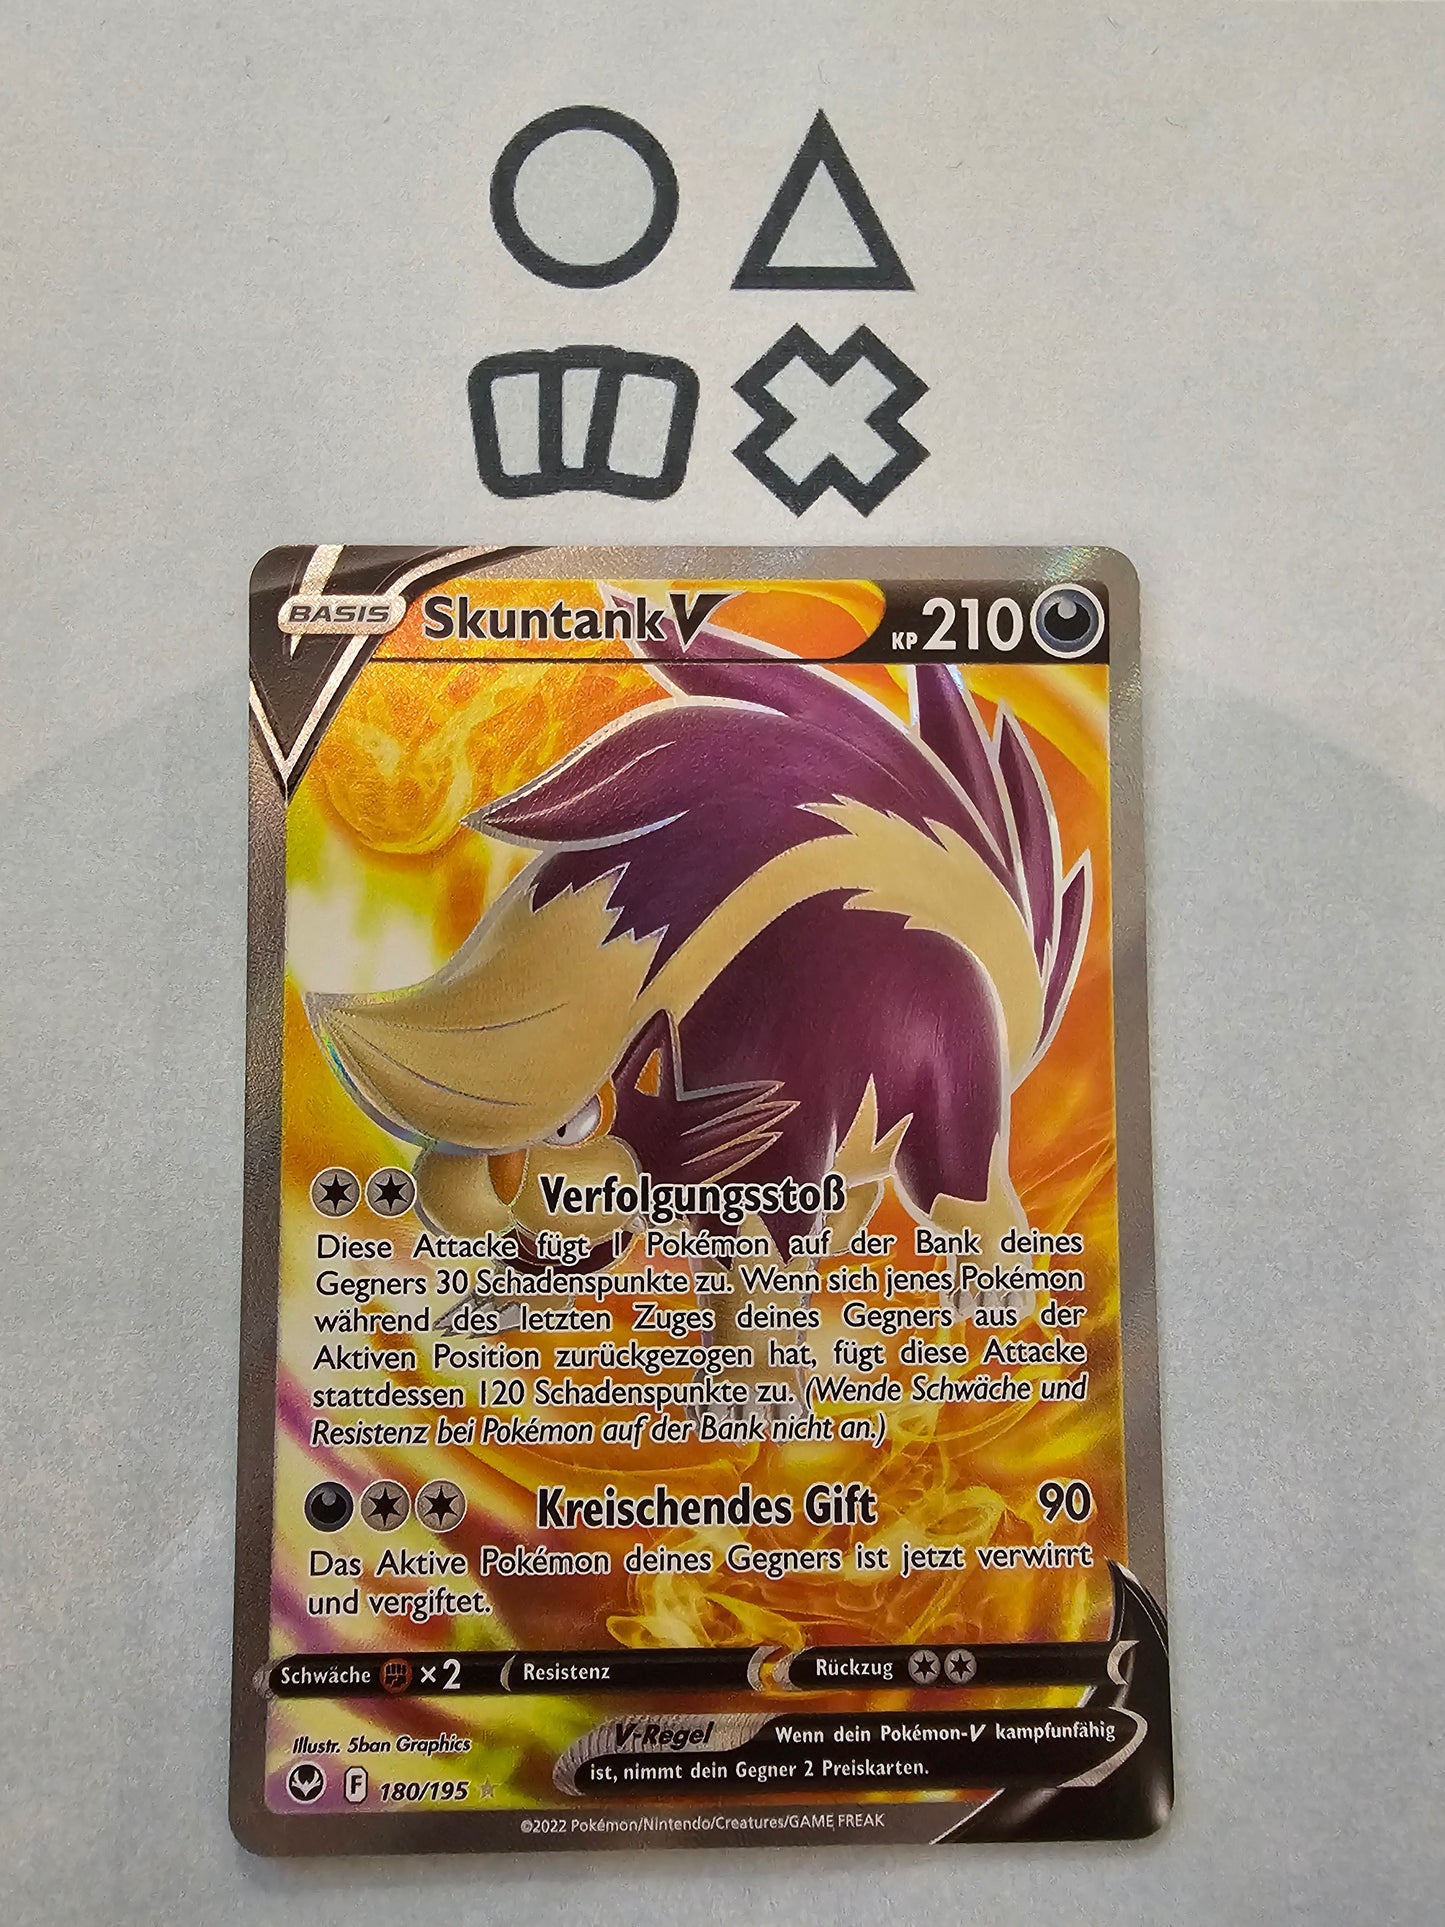 BASIS Skuntank V KP 210
Verfolgungsstoß
Diese Attacke fügt 1 Pokémon auf der Bank deines
Gegners 30 Schadenspunkte zu. Wenn sich jenes Pokémon
während des letzten Zuges deines Gegners aus der
Aktiven Position zurückgezogen hat, fügt diese Attacke
stattdessen 120 Schadenspunkte zu. (Wende Schwäche und
Resistenz bei Pokémon auf der Bank nicht an.)
Kreischendes Gift 90
Das Aktive Pokémon deines Gegners ist jetzt verwirrt
und vergiftet.
Schwäche ×2 Resistenz Rückzug
V-Regel Wenn dein Pokémon-V kampfunfähig
ist, nimmt dein Gegner 2 Preiskarten.
Illustr. 5ban Graphics
F 180/195
©2022 Pokémon/Nintendo/Creatures/GAME FREAK